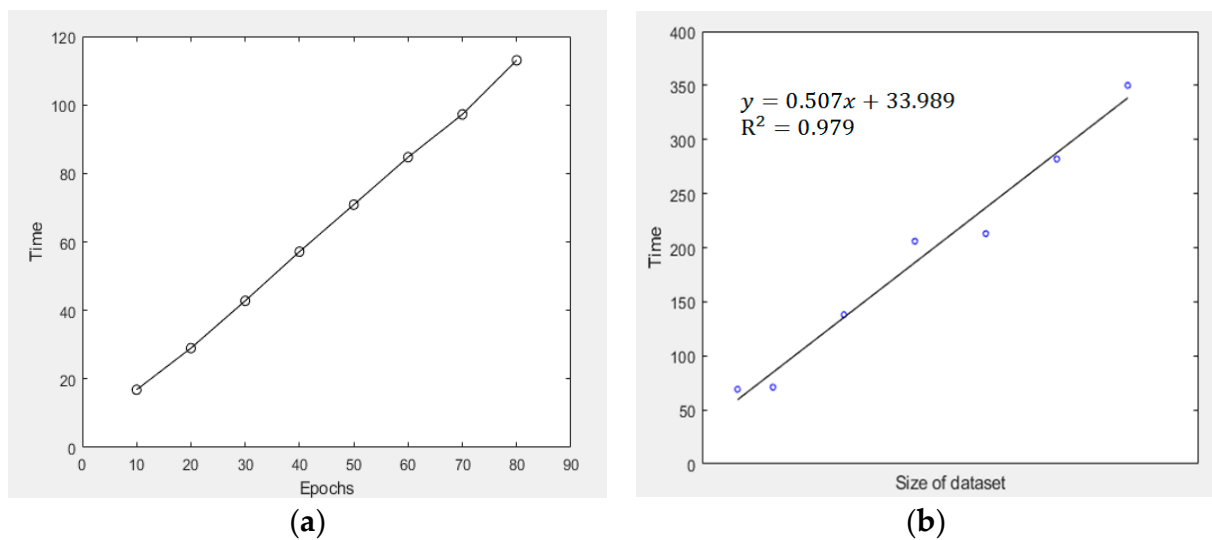 120
100
80
60
40
20
0
Time
0 10 20 30 40 50 60 70 80 90
Epochs
(a)
400
350
300
250
200
150
100
50
0
Time
y = 0.507x + 33.989
R² = 0.979
Size of dataset
(b)